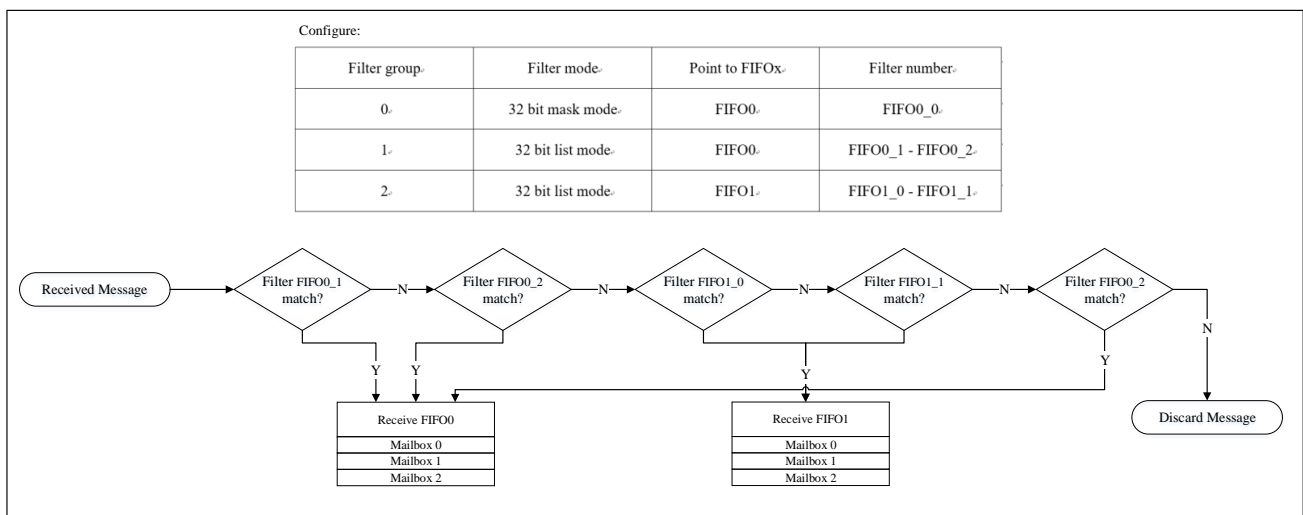 Configure:
Filter group Filter mode Point to FIFOx Filter number
0 32 bit mask mode FIFO0 FIFO0_0
1 32 bit list mode FIFO0 FIFO0_1 - FIFO0_2
2 32 bit list mode FIFO1 FIFO1_0 - FIFO1_1
Received Message
Filter FIFO0_1
match?
N
Filter FIFO0_2
match?
N
Filter FIFO1_0
match?
N
Filter FIFO1_1
match?
N
Filter FIFO0_2
match?
N
Y
Y
Y
Y
Receive FIFO0
Mailbox 0
Mailbox 1
Mailbox 2
Receive FIFO1
Mailbox 0
Mailbox 1
Mailbox 2
Discard Message